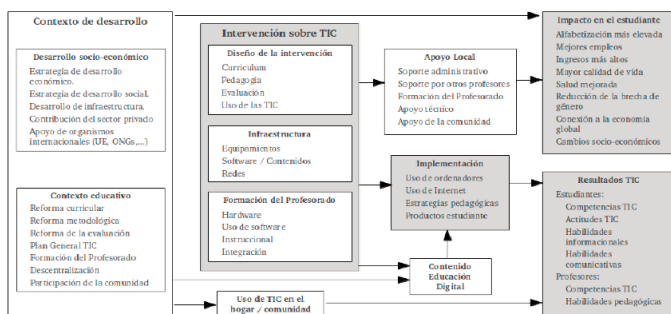 Contexto de desarrollo
Desarrollo socio-económico
Estrategia de desarrollo
económico.
Estrategia de desarrollo social.
Desarrollo de infraestructura.
Contribución del sector privado
Apoyo de organismos
internacionales (UE, ONGs,...)
Contexto educativo
Reforma curricular
Reforma metodológica
Reforma de la evaluación
Plan General TIC
Formación del Profesorado
Descentralización
Participación de la comunidad
Intervención sobre TIC
Diseño de la intervención
Curriculum
Pedagogía
Evaluación
Uso de las TIC
Infraestructura
Equipamientos
Software / Contenidos
Redes
Formación del Profesorado
Hardware
Uso de software
Instruccional
Integración
Uso de TIC en el
hogar / comunidad
Apoyo Local
Soporte administrativo
Soporte por otros profesores
Formación del Profesorado
Apoyo técnico
Apoyo de la comunidad
Implementación
Uso de ordenadores
Uso de Internet
Estrategias pedagógicas
Productos estudiante
Contenido
Educación
Digital
Impacto en el estudiante
Alfabetización más elevada
Mejores empleos
Ingresos más altos
Mayor calidad de vida
Salud mejorada
Reducción de la brecha de
género
Conexión a la economía
global
Cambios socio-económicos
Resultados TIC
Estudiantes:
Competencias TIC
Actitudes TIC
Habilidades
informacionales
Habilidades
comunicativas
Profesores:
Competencias TIC
Habilidades pedagógicas